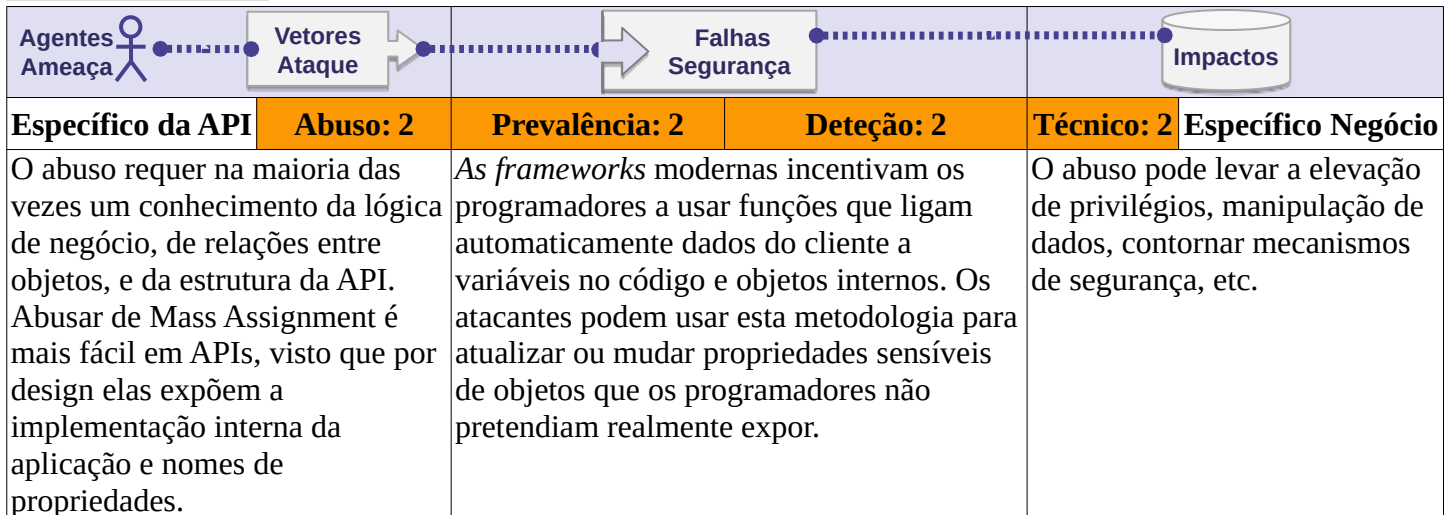 Agentes
Ameaça
Vetores
Ataque
Falhas
Segurança
Impactos
Específico da API
Abuso: 2
Prevalência: 2
Deteção: 2
Técnico: 2
Específico Negócio
O abuso requer na maioria das
vezes um conhecimento da lógica
de negócio, de relações entre
objetos, e da estrutura da API.
Abusar de Mass Assignment é
mais fácil em APIs, visto que por
design elas expõem a
implementação interna da
aplicação e nomes de
propriedades.
As frameworks modernas incentivam os
programadores a usar funções que ligam
automaticamente dados do cliente a
variáveis no código e objetos internos. Os
atacantes podem usar esta metodologia para
atualizar ou mudar propriedades sensíveis
de objetos que os programadores não
pretendiam realmente expor.
O abuso pode levar a elevação
de privilégios, manipulação de
dados, contornar mecanismos
de segurança, etc.